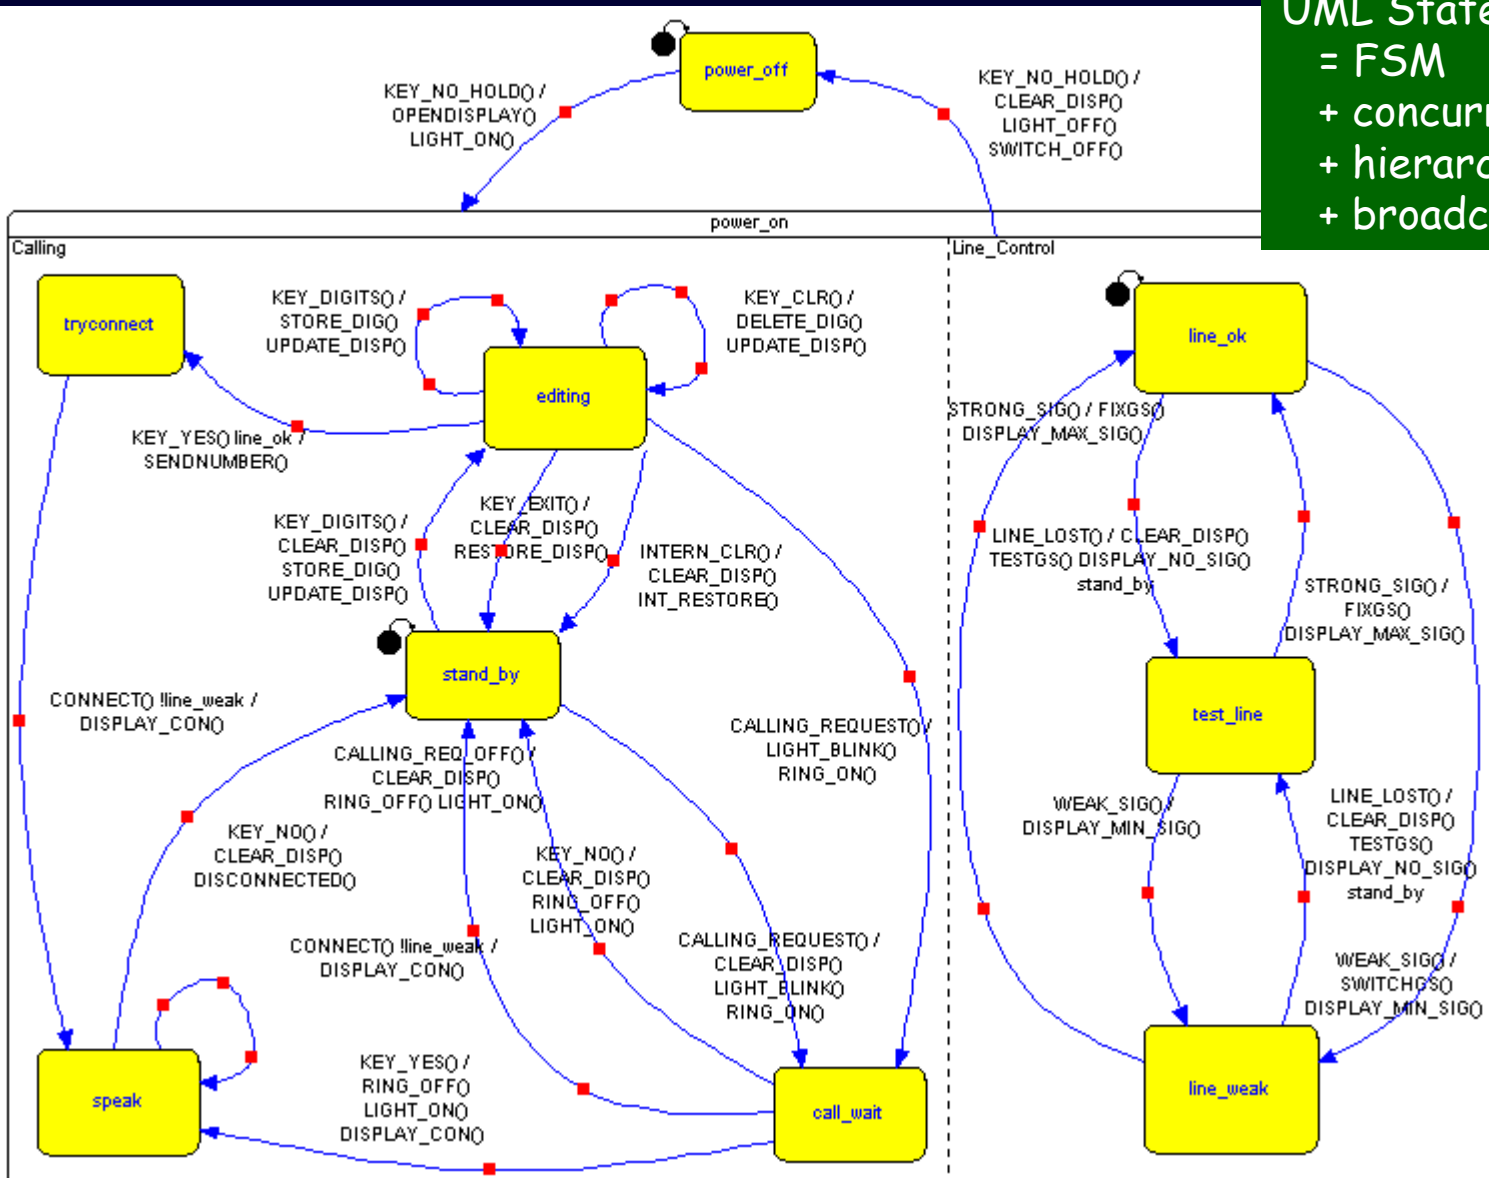 UML State
= FSM
+ concurr
+ hierarc
+ broadc
power_off
KEY_NO_HOLD() /
OPENDISPLAY()
LIGHT_ON()
KEY_NO_HOLD() /
CLEAR_DISP()
LIGHT_OFF()
SWITCH_OFF()
power_on
Calling
Line_Control
tryconnect
KEY_DIGITS() /
STORE_DIG()
UPDATE_DISP()
KEY_CLR() /
DELETE_DIG()
UPDATE_DISP()
editing
KEY_YES() line_ok /
SENDNUMBER()
KEY_DIGITS() /
CLEAR_DISP()
STORE_DIG()
UPDATE_DISP()
KEY_EXIT() /
CLEAR_DISP()
RESTORE_DISP()
INTERN_CLR() /
CLEAR_DISP()
INT_RESTORE()
stand_by
CONNECT() !line_weak /
DISPLAY_CON()
CALLING_REQ_OFF() /
CLEAR_DISP()
RING_OFF() LIGHT_ON()
CALLING_REQUEST() /
LIGHT_BLINK()
RING_ON()
KEY_NO() /
CLEAR_DISP()
DISCONNECTED()
KEY_NO() /
CLEAR_DISP()
RING_OFF()
LIGHT_ON()
CONNECT() !line_weak /
DISPLAY_CON()
CALLING_REQUEST() /
CLEAR_DISP()
LIGHT_BLINK()
RING_ON()
KEY_YES() /
RING_OFF()
LIGHT_ON()
DISPLAY_CON()
speak
call_wait
line_ok
STRONG_SIG() / FIXGS()
DISPLAY_MAX_SIG()
LINE_LOST() / CLEAR_DISP()
TESTGS() DISPLAY_NO_SIG()
stand_by
STRONG_SIG() /
FIXGS()
DISPLAY_MAX_SIG()
test_line
WEAK_SIG() /
DISPLAY_MIN_SIG()
LINE_LOST() /
CLEAR_DISP()
TESTGS()
DISPLAY_NO_SIG()
stand_by
WEAK_SIG() /
SWITCHGS()
DISPLAY_MIN_SIG()
line_weak